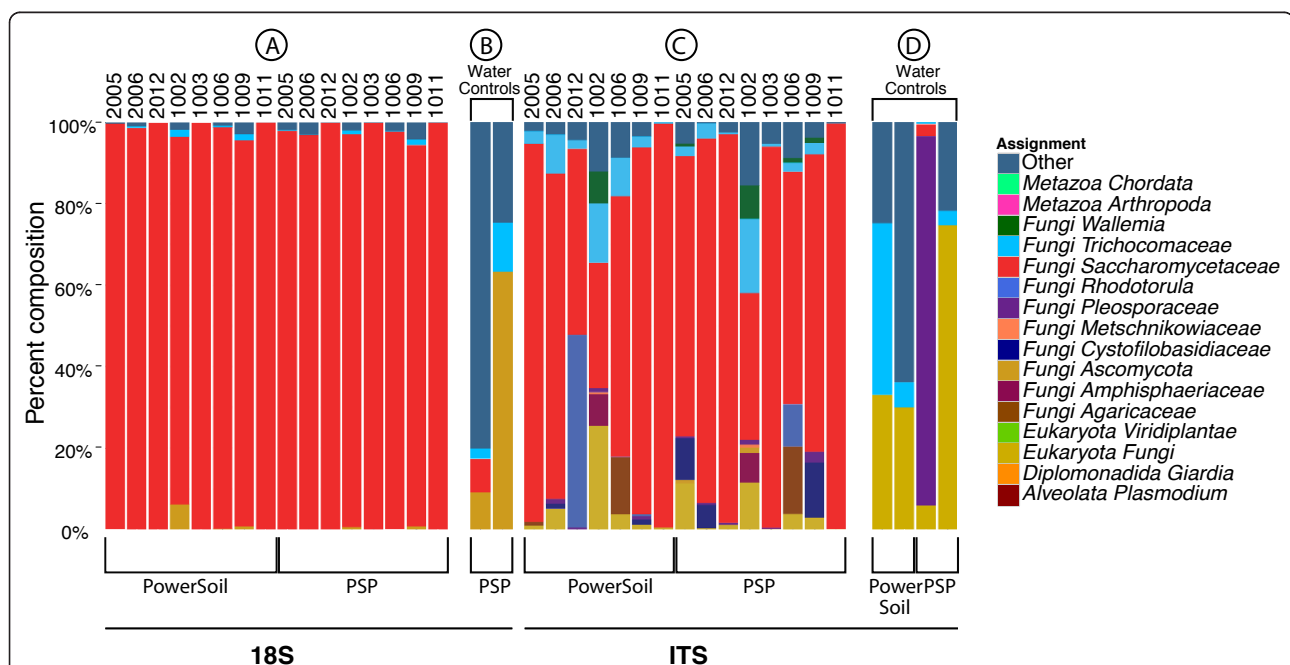 A
B
C
D
Water
Controls
Water
Controls
2005
2006
2012
1002
1003
1006
1009
1011
2005
2006
2012
1002
1003
1006
1009
1011
2005
2006
2012
1002
1006
1009
1011
2005
2006
2012
1002
1003
1006
1009
1011
Percent composition
100%
80%
60%
40%
20%
0%
Assignment
Other
Metazoa Chordata
Metazoa Arthropoda
Fungi Wallemia
Fungi Trichocomaceae
Fungi Saccharomycetaceae
Fungi Rhodotorula
Fungi Pleosporaceae
Fungi Metschnikowiaceae
Fungi Cystofilobasidiaceae
Fungi Ascomycota
Fungi Amphisphaeriaceae
Fungi Agaricaceae
Eukaryota Viridiplantae
Eukaryota Fungi
Diplomonadida Giardia
Alveolata Plasmodium
PowerSoil
PSP
PSP
PowerSoil
PSP
Power
Soil
PSP
18S
ITS